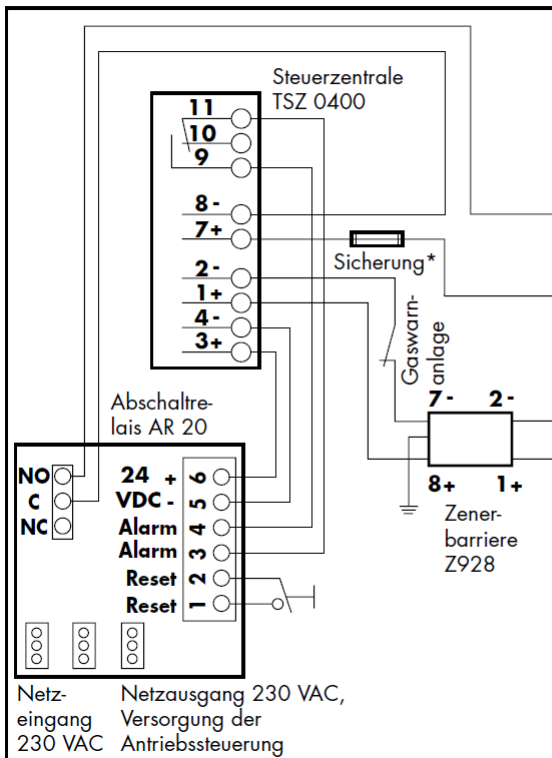 Steuerzentrale
TSZ 0400
11
10
9
8 -
7+
2 -
1+
4 -
3+
Sicherung*
Gaswarn-
anlage
7 -   2 -
8+   1+
Zener-
barriere
Z928
Abschaltre-
lais AR 20
NO
C
NC
24 + 6
VDC - 5
Alarm 4
Alarm 3
Reset 2
Reset 1
Netz-
eingang
230 VAC
Netzausgang 230 VAC,
Versorgung der
Antriebssteuerung